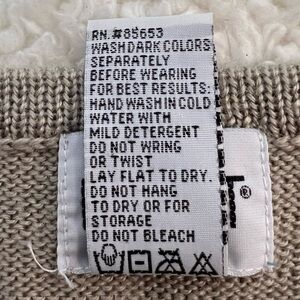 RN.#85653
WASH DARK COLORS
SEPARATELY
BEFORE WEARING
FOR BEST RESULTS:
HAND WASH IN COLD
WATER WITH
MILD DETERGENT
DO NOT WRING
OR TWIST
LAY FLAT TO DRY.
DO NOT HANG
TO DRY OR FOR
STORAGE
DO NOT BLEACH